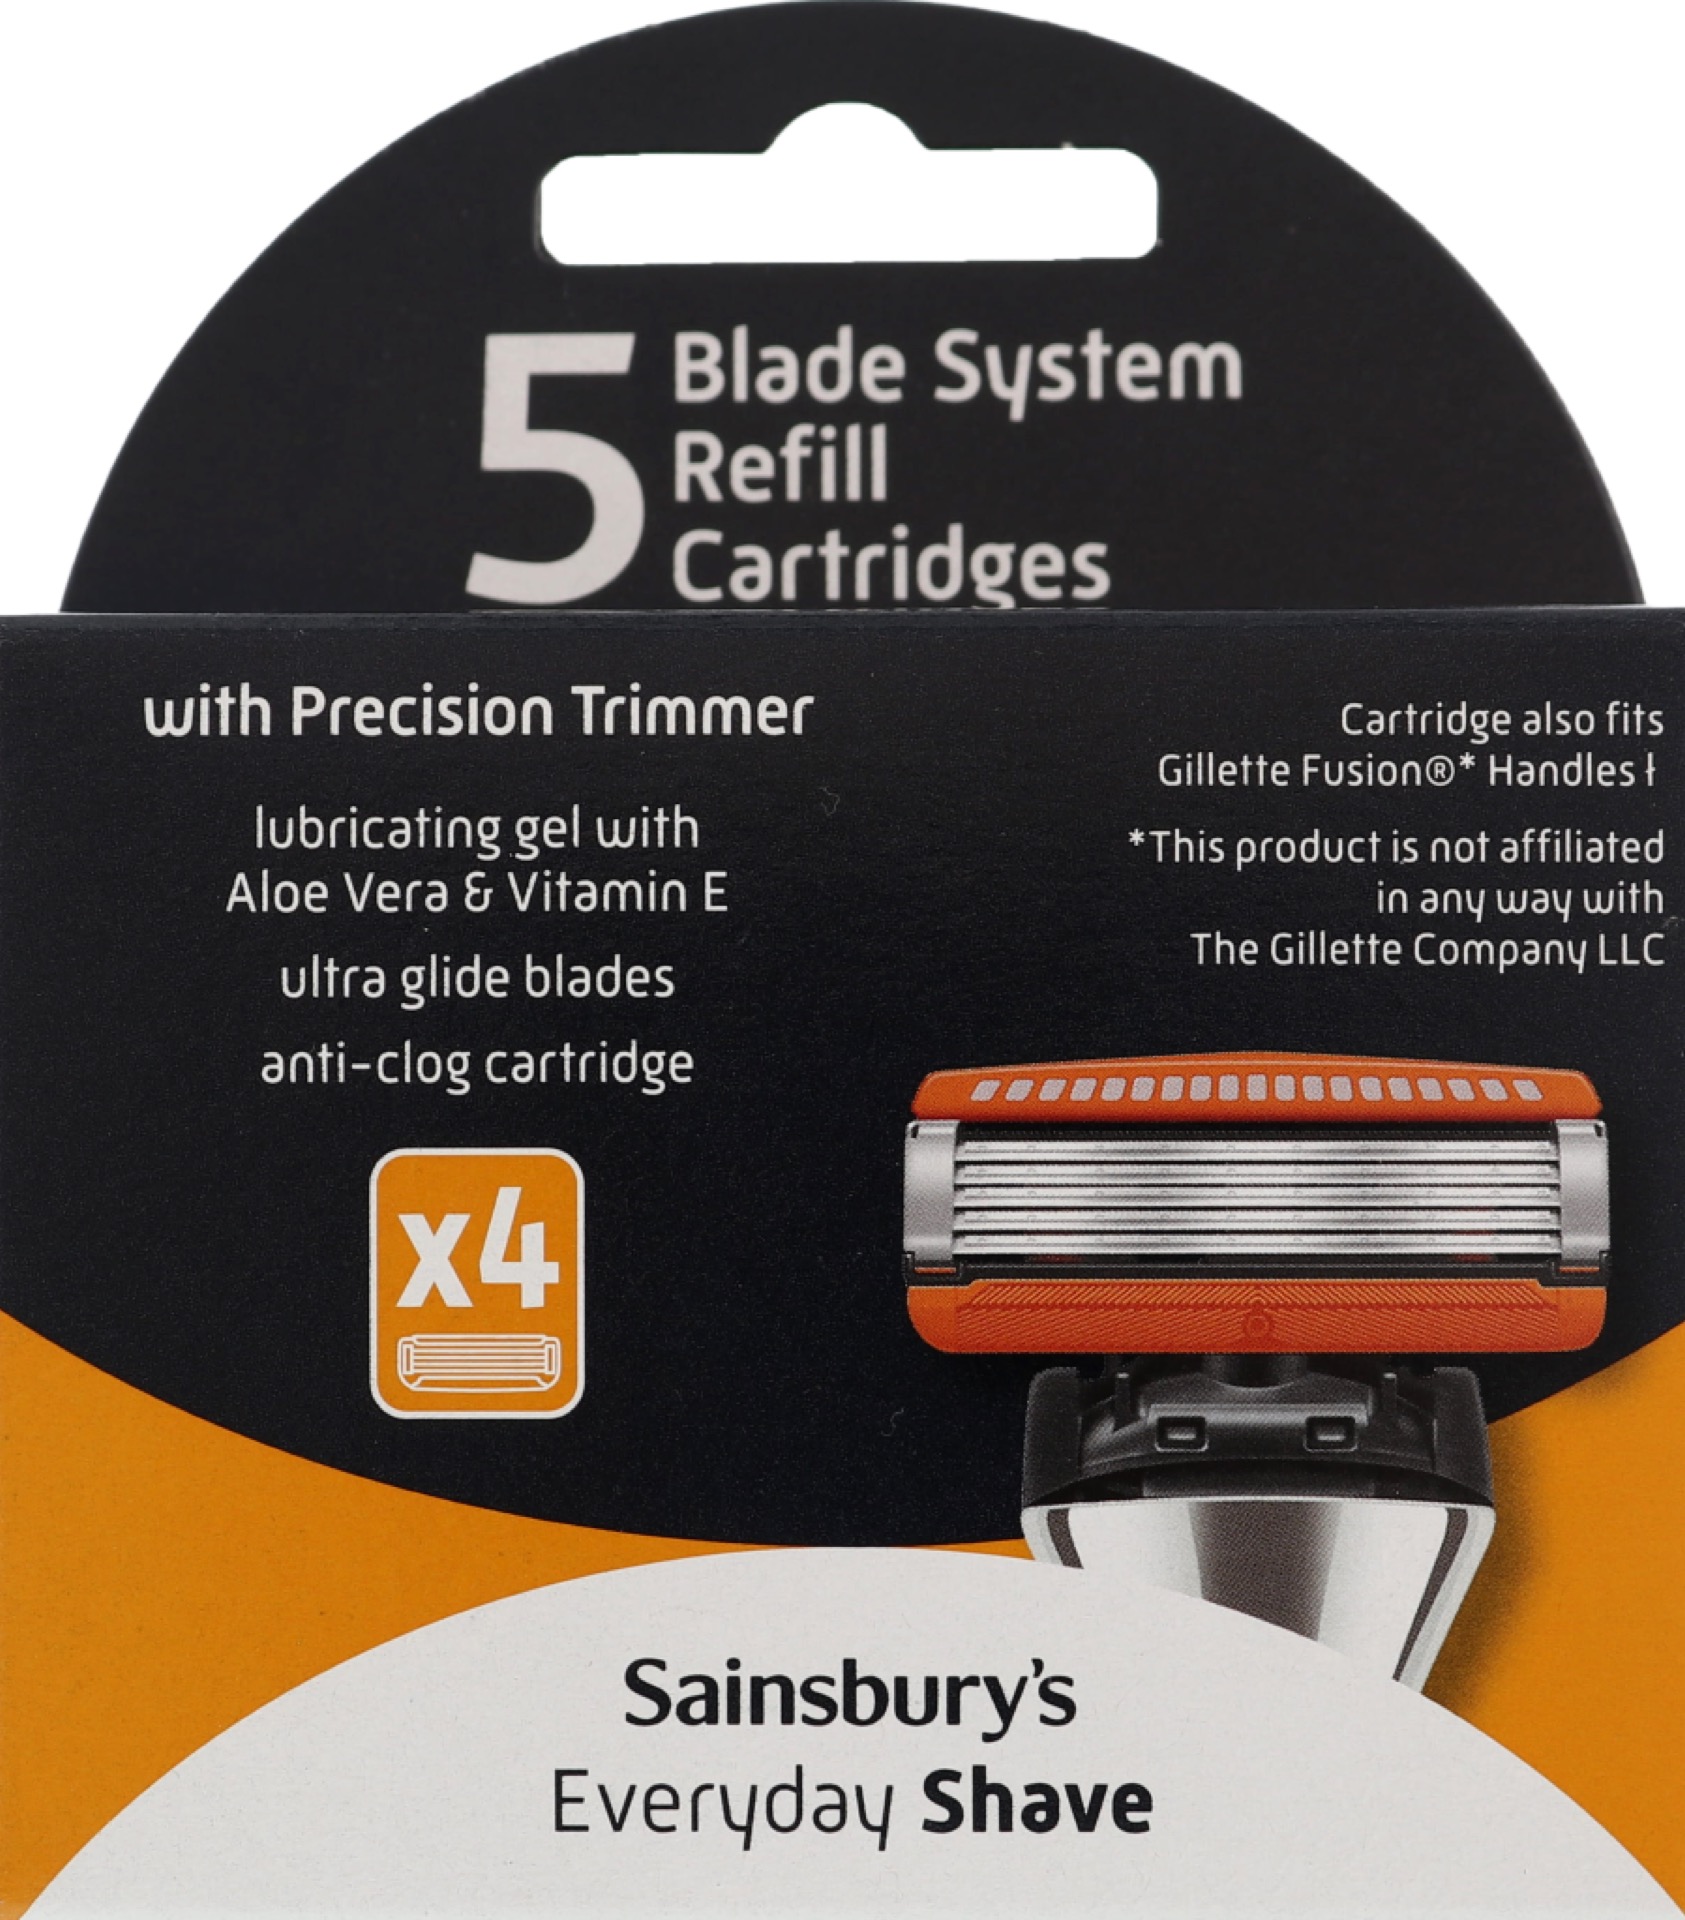 5 Blade System
Refill
Cartridges
with Precision Trimmer
lubricating gel with
Aloe Vera & Vitamin E
ultra glide blades
anti-clog cartridge
x4
Cartridge also fits
Gillette Fusion®* Handles ƚ
*This product is not affiliated
in any way with
The Gillette Company LLC
Sainsbury's
Everyday Shave